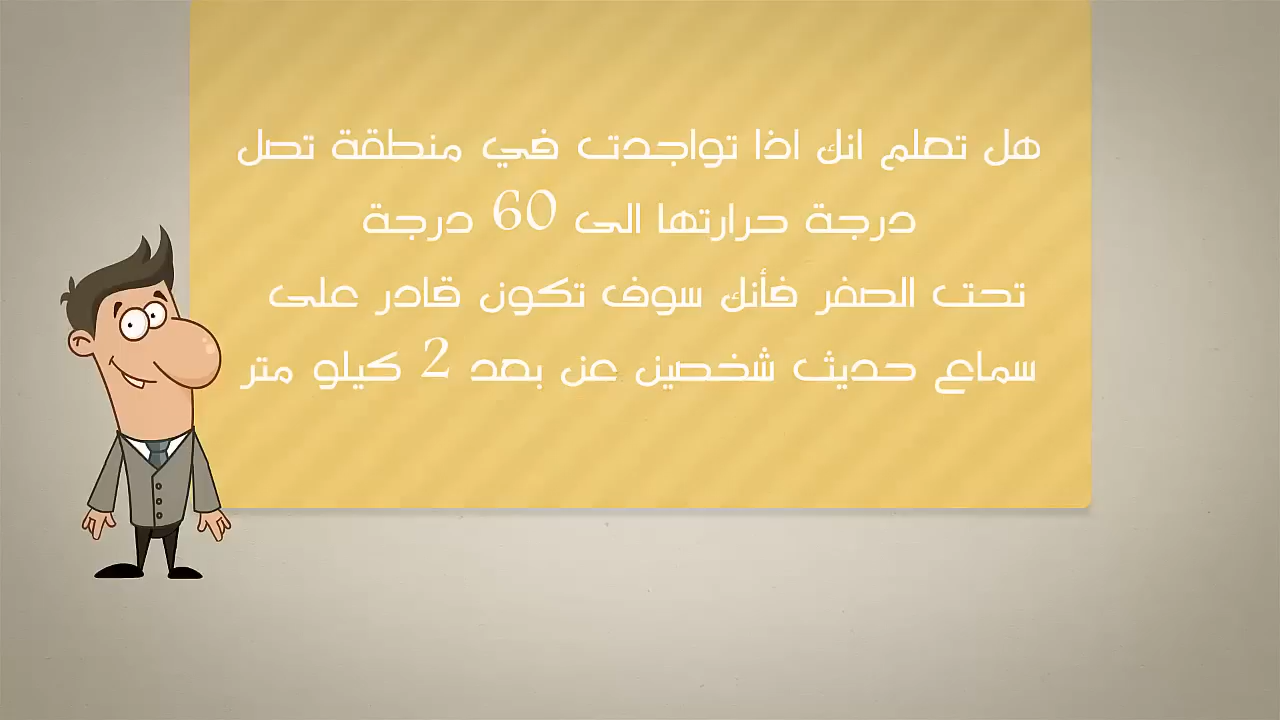 هل تعلم انك اذا تواجدت في منطقة تصل
درجة حرارتها الى 60 درجة
تحت الصفر فأنك سوف تكون قادر على
سماع حديث شخصين عن بعد 2 كيلو متر